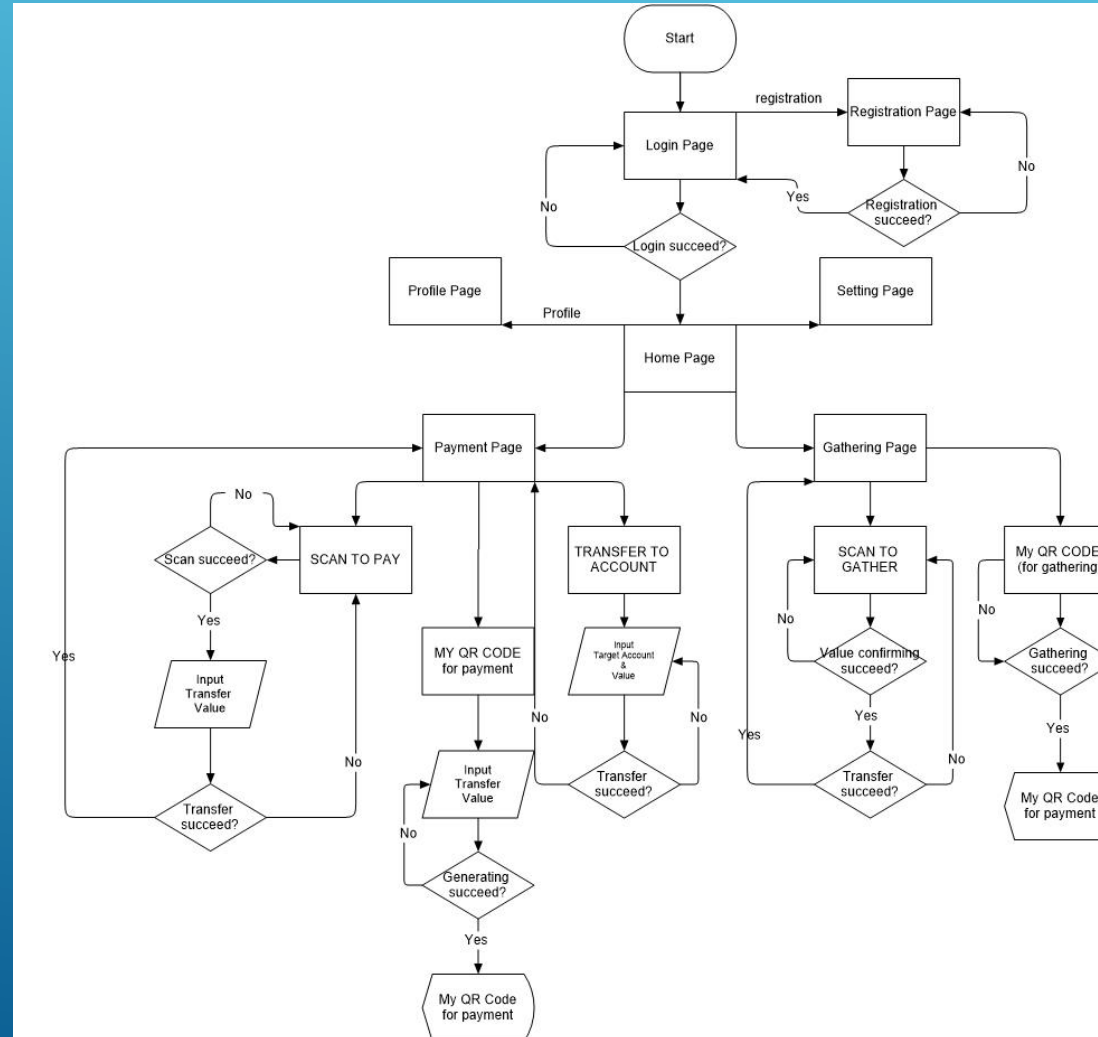 Start
registration
Registration Page
Login Page
No
Yes
Registration
succeed?
No
Login succeed?
Profile Page
Setting Page
Profile
Home Page
Payment Page
Gathering Page
No
Scan succeed?
SCAN TO PAY
TRANSFER TO
ACCOUNT
SCAN TO
GATHER
My QR CODE
(for gathering
Yes
No
No
Yes
MY QR CODE
for payment
Input
Target Account
&
Value
Value confirming
succeed?
Gathering
succeed?
Input
Transfer
Value
No
No
Yes
Yes
Yes
No
No
Input
Transfer
Value
Transfer
succeed?
Transfer
succeed?
My QR Code
for payment
Transfer
succeed?
No
Generating
succeed?
Yes
My QR Code
for payment